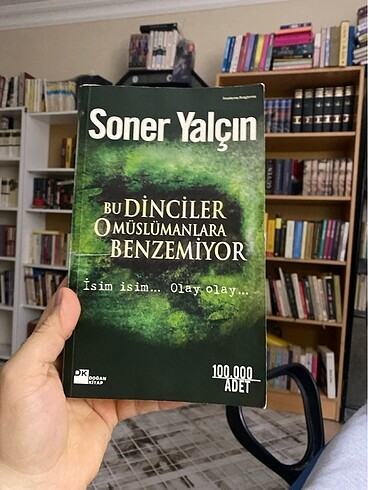 Soner Yalçın
BU DİNCİLER
O MÜSLÜMANLARA
BENZEMİYOR
İsim isim... Olay olay...
DK
DOĞAN
KİTAP
100.000
ADET